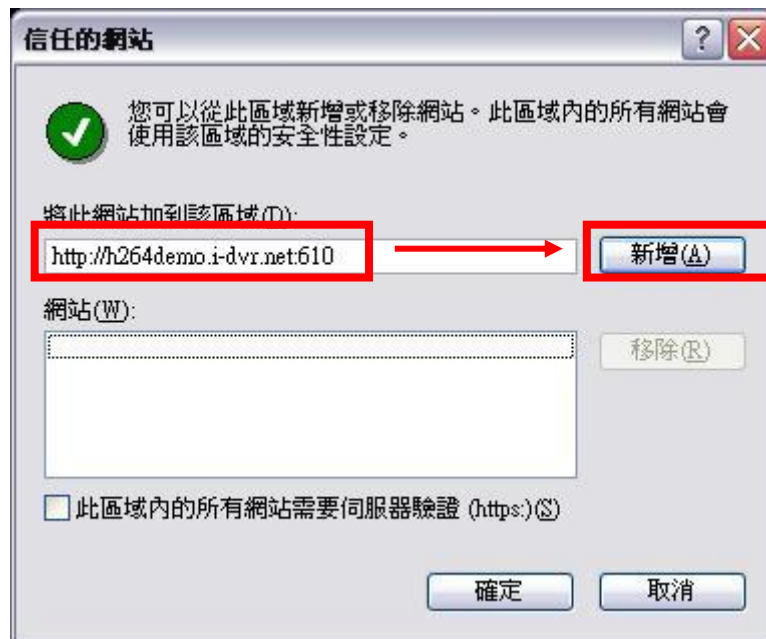 信任的網站
您可以從此區域新增或移除網站。此區域內的所有網站會
使用該區域的安全性設定。
將此網站加到該區域(D):
http://h264demo.i-dvr.net:610
新增(A)
網站(W):
移除(R)
此區域內的所有網站需要伺服器驗證 (https:)(S)
確定
取消